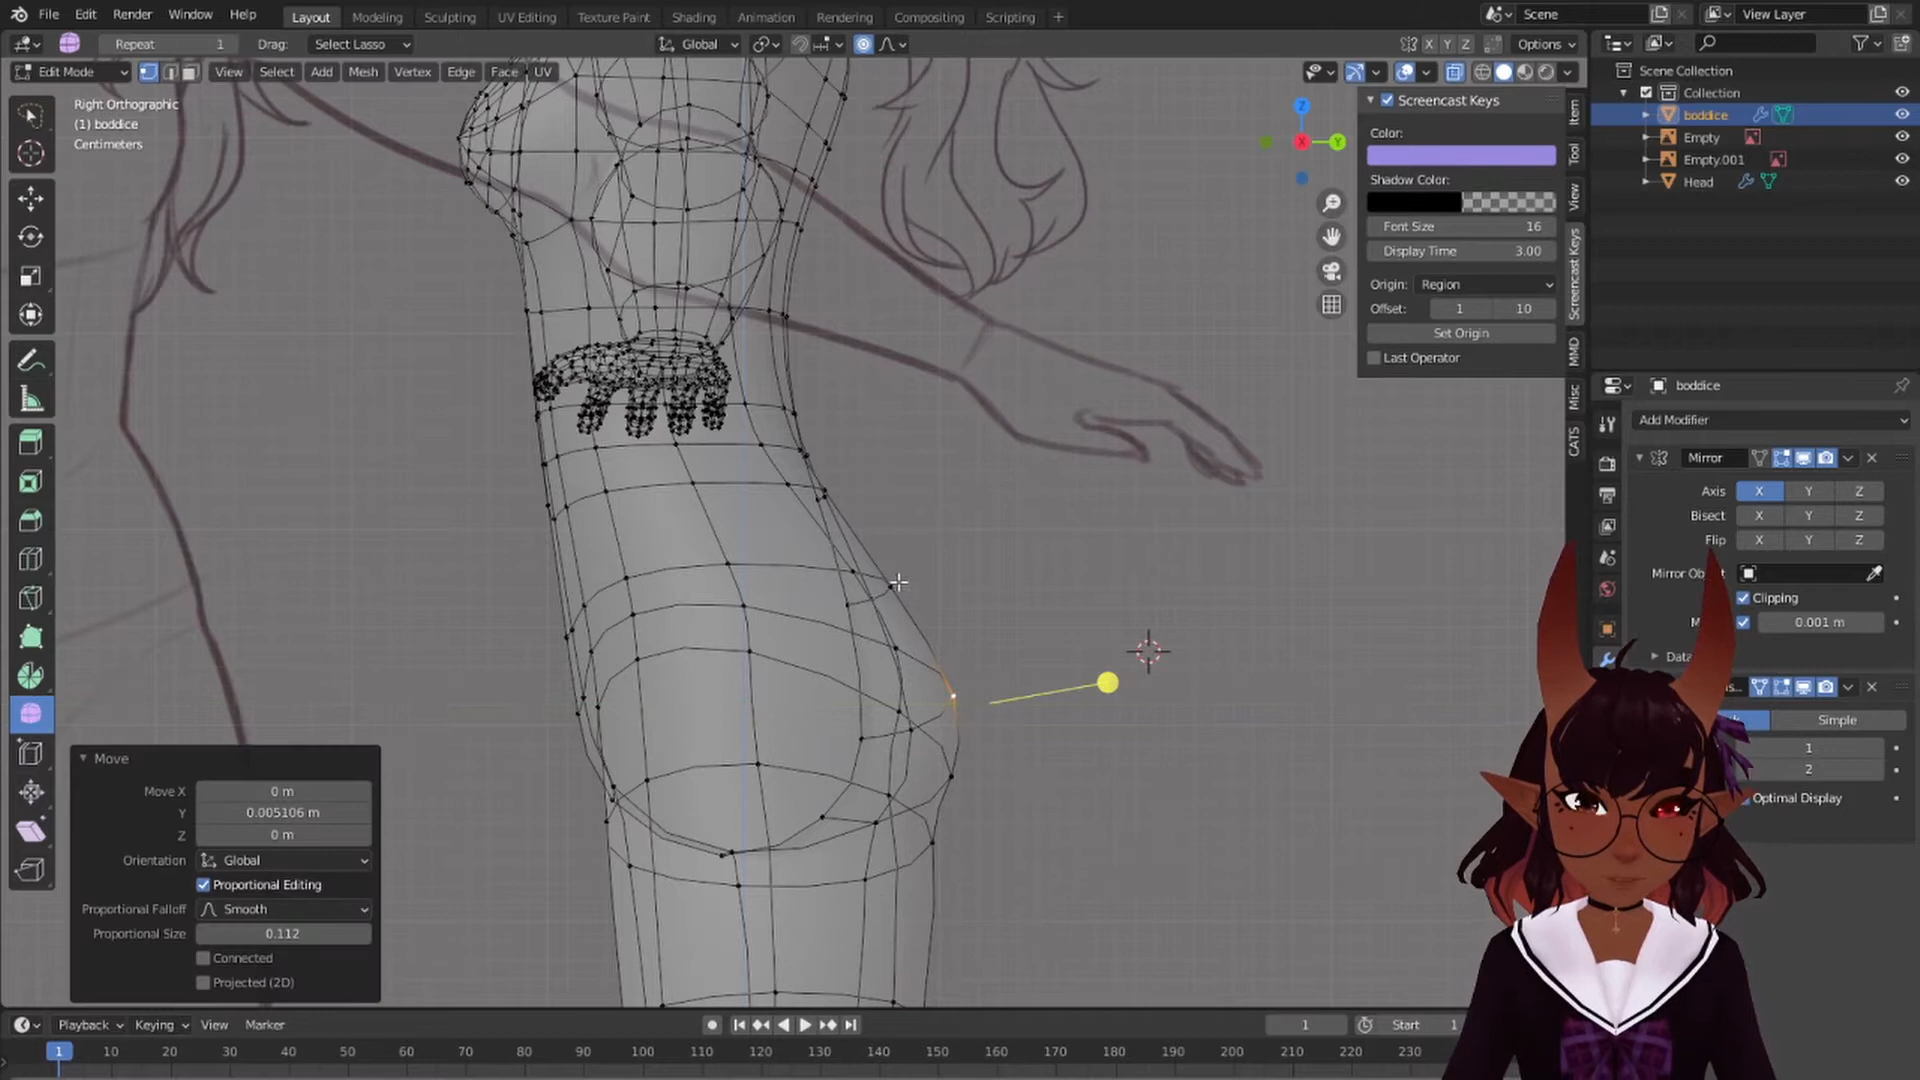 File Edit Render Window Help Layout Modeling Sculpting UV Editing Texture Paint Shading Animation Rendering Compositing Scripting + Scene View Layer
Repeat 1 Drag: Select Lasso Global X Y Z Options
Edit Mode View Select Add Mesh Vertex Edge Face UV
Right Orthographic
(1) boddice
Centimeters
Z
X
Y
Screencast Keys
Color:
Shadow Color:
Font Size 16
Display Time 3.00
Origin: Region
Offset: 1 10
Set Origin
Last Operator
Item
Tool
View
Screencast Keys
MMD
Misc
CATS
Scene Collection
Collection
boddice
Empty
Empty.001
Head
boddice
Add Modifier
Mirror
Axis X Y Z
Bisect X Y Z
Flip X Y Z
Mirror Ob
Clipping
M 0.001 m
Data
Simple
1
2
Optimal Display
Move
Move X 0 m
Y 0.005106 m
Z 0 m
Orientation Global
Proportional Editing
Proportional Falloff Smooth
Proportional Size 0.112
Connected
Projected (2D)
Playback Keying View Marker 1 Start 1
1 10 20 30 40 50 60 70 80 90 100 110 120 130 140 150 160 170 180 190 200 210 220 230